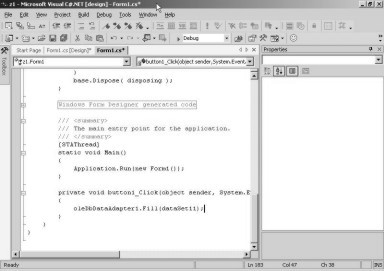 z1 - Microsoft Visual C#.NET [design] - Form1.cs*
File Edit View Project Build Debug Tools Window Help
Debug
Start Page Form1.cs [Design]* Form1.cs*
Properties
Toolbox
z1.Form1
button1_Click(object sender,System.Event
}
base.Dispose( disposing );
}
Windows Form Designer generated code
/// <summary>
/// The main entry point for the application.
/// </summary>
[STAThread]
static void Main()
{
Application.Run(new Form1());
}
private void button1_Click(object sender, System.E
{
oleDbDataAdapter1.Fill(dataSet11);
}
}
}
Ready
Ln 183
Col 47
Ch 38
INS